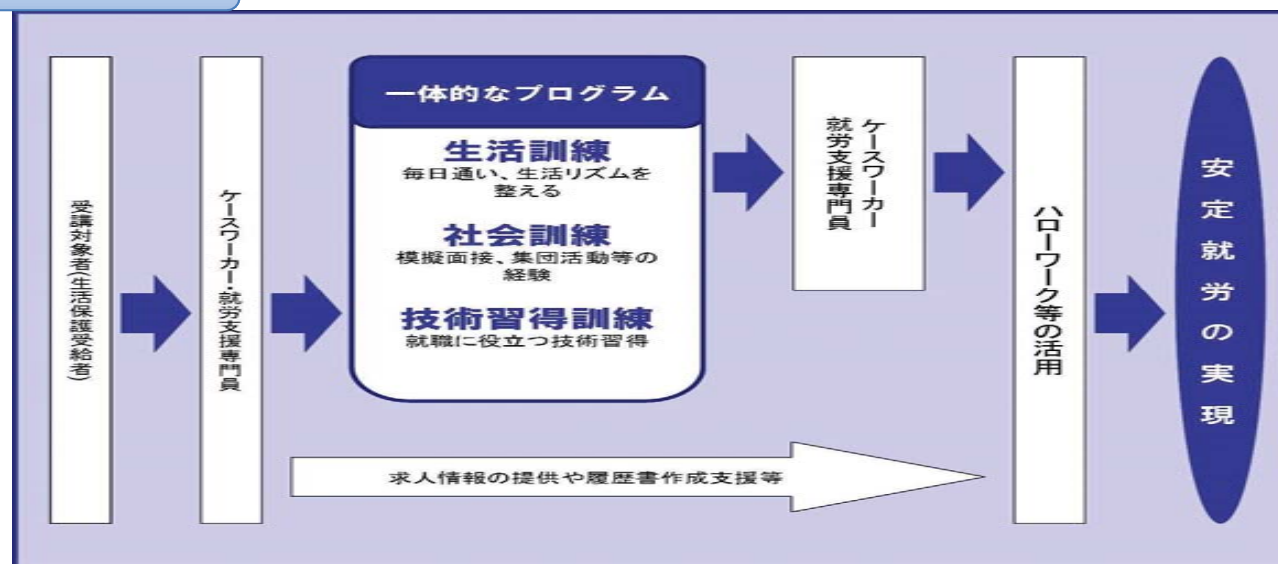 受講対象者(生活保護受給者)
ケースワーカー・就労支援専門員
一体的なプログラム
生活訓練
毎日通い、生活リズムを
整える
社会訓練
模擬面接、集団活動等の
経験
技術習得訓練
就職に役立つ技術習得
ケースワーカー
就労支援専門員
求人情報の提供や履歴書作成支援等
ハローワーク等の活用
安定就労の実現